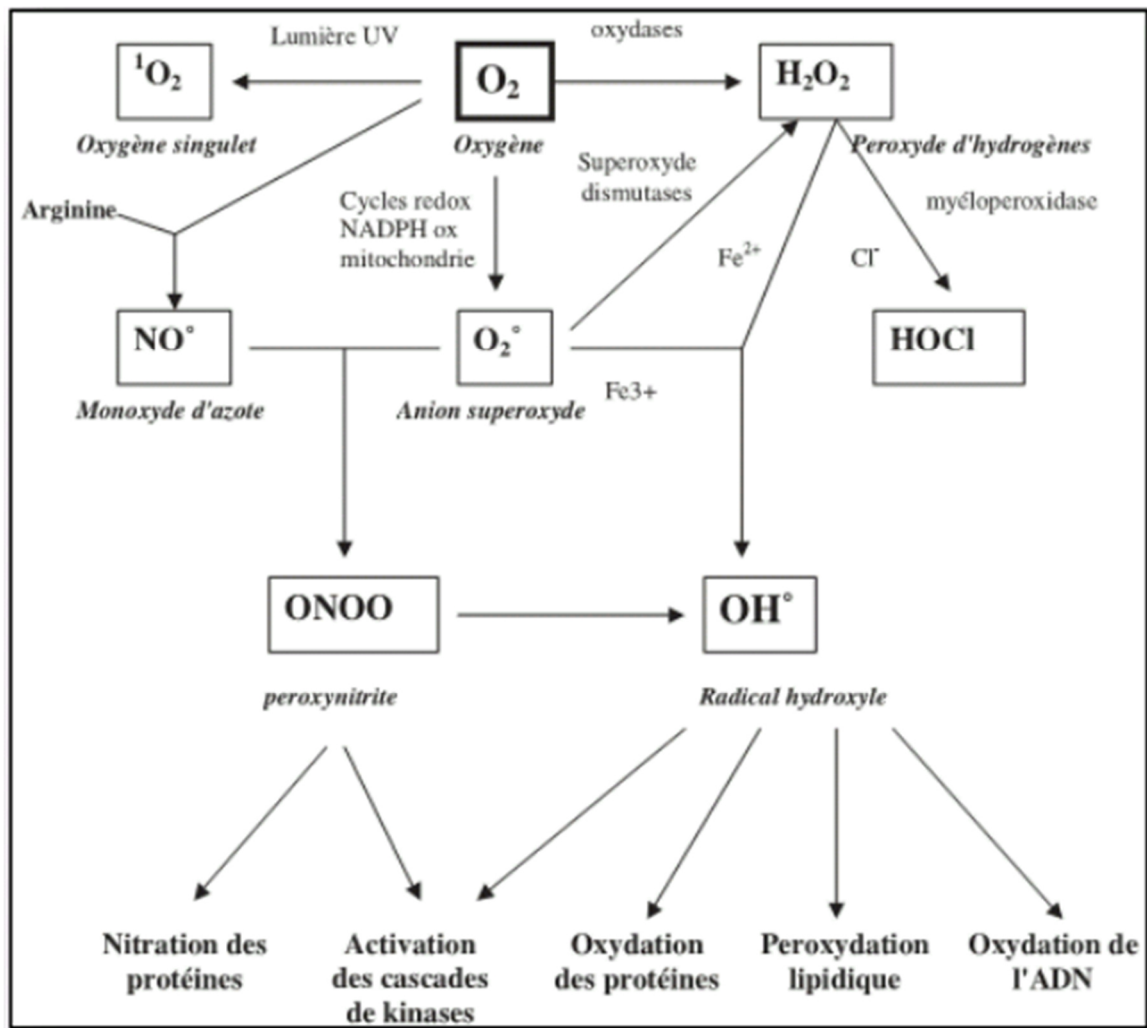 Lumière UV
oxydases
¹O₂
O₂
H₂O₂
Oxygène singulet
Oxygène
Peroxyde d'hydrogènes
Superoxyde
dismutases
Arginine
Cycles redox
NADPH ox
mitochondrie
myéloperoxidase
Fe²⁺
Cl⁻
NO°
O₂°
HOCl
Monoxyde d'azote
Anion superoxyde
Fe3+
ONOO
OH°
peroxynitrite
Radical hydroxyle
Nitration des
protéines
Activation
des cascades
de kinases
Oxydation
des protéines
Peroxydation
lipidique
Oxydation de
l'ADN